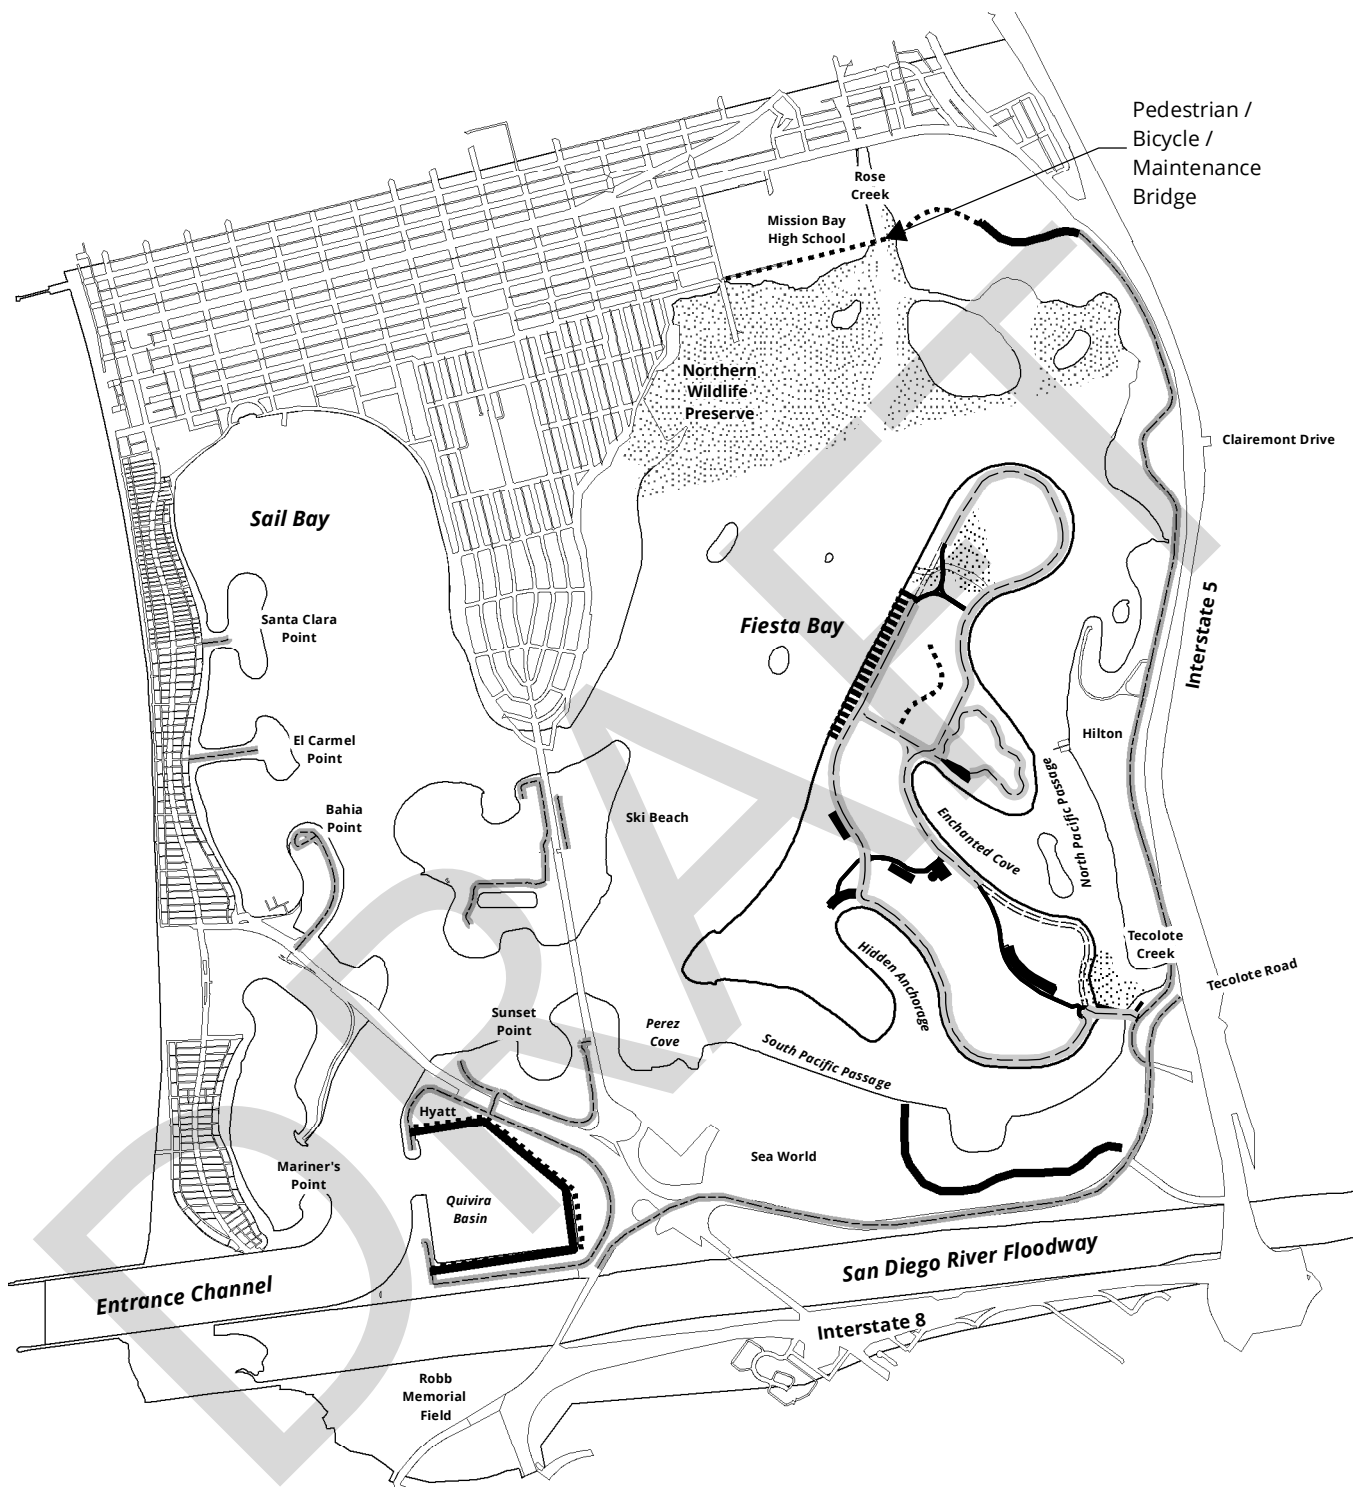 Pedestrian /
Bicycle /
Maintenance
Bridge
Rose
Creek
Mission Bay
High School
Northern
Wildlife
Preserve
Clairemont Drive
Sail Bay
Santa Clara
Point
Fiesta Bay
Interstate 5
El Carmel
Point
Hilton
Bahia
Point
Ski Beach
North Pacific Passage
Enchanted Cove
Tecolote
Creek
Tecolote Road
Hidden Anchorage
Sunset
Point
Perez
Cove
South Pacific Passage
Hyatt
Sea World
Mariner's
Point
Quivira
Basin
San Diego River Floodway
Entrance Channel
Interstate 8
Robb
Memorial
Field
DRAFT